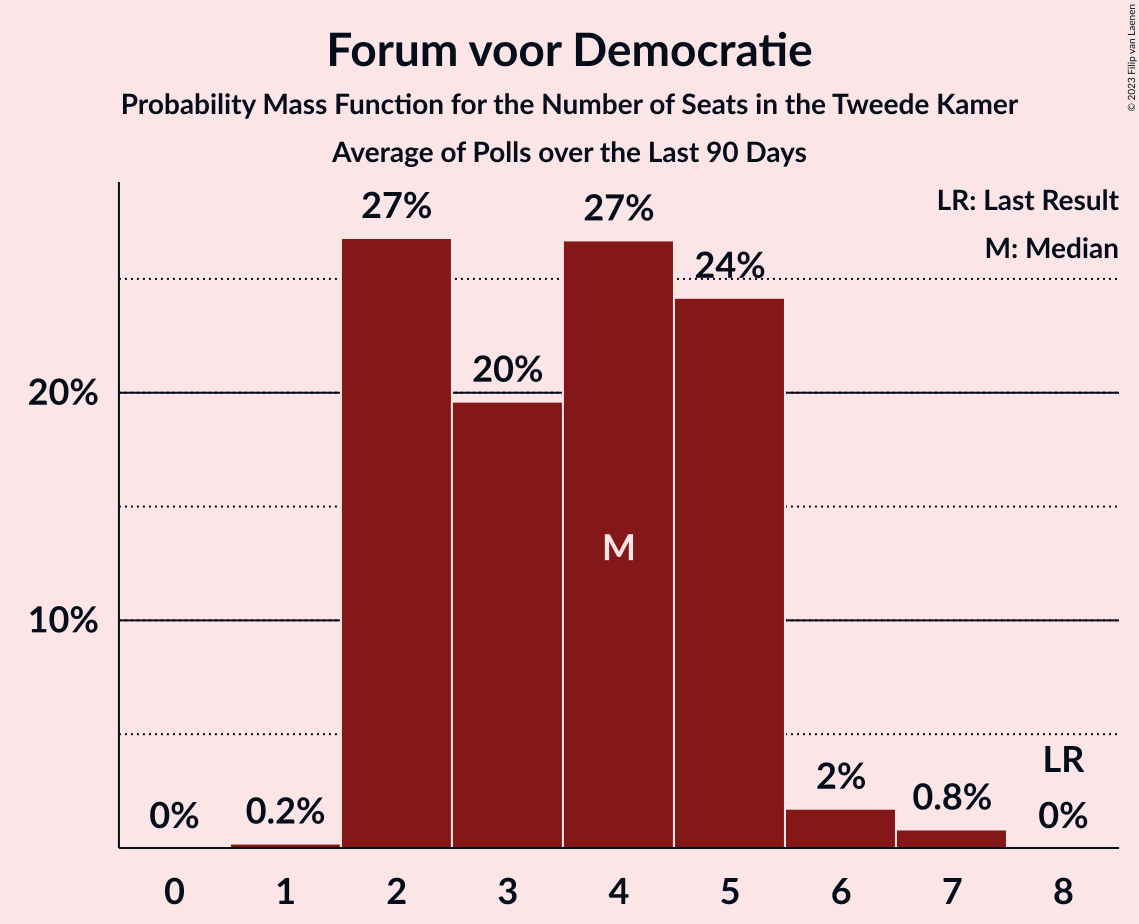 Forum voor Democratie
Probability Mass Function for the Number of Seats in the Tweede Kamer
Average of Polls over the Last 90 Days
© 2023 Filip van Laenen
LR: Last Result
M: Median
27%
27%
24%
20%
20%
M
10%
LR
0%
0.2%
2%
0.8%
0%
0 1 2 3 4 5 6 7 8